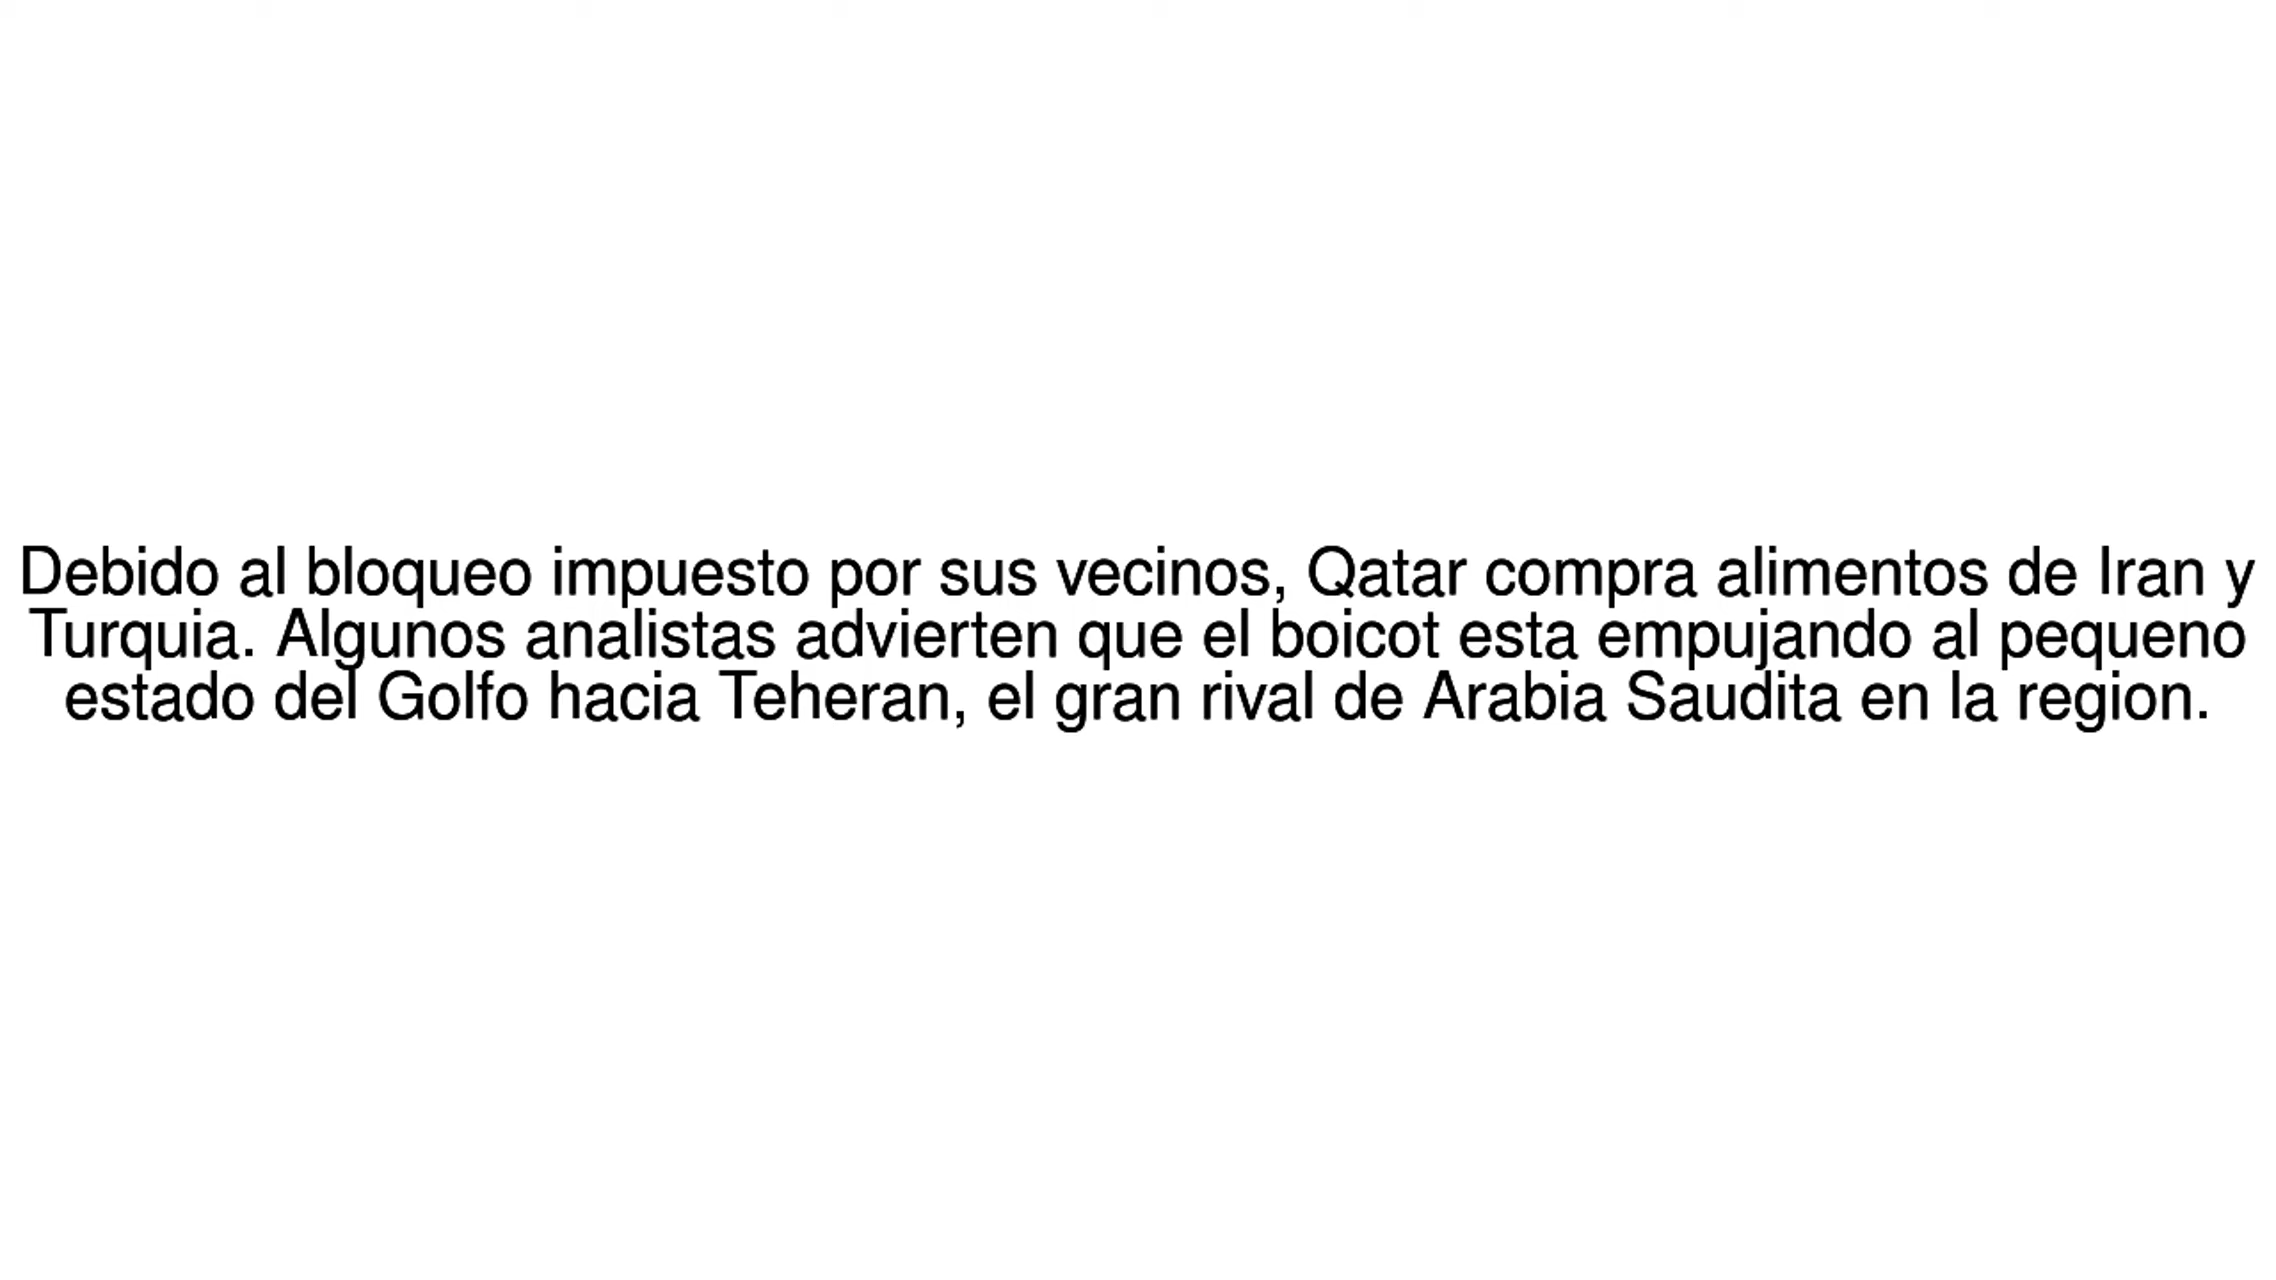 Debido al bloqueo impuesto por sus vecinos, Qatar compra alimentos de Iran y
Turquia. Algunos analistas advierten que el boicot esta empujando al pequeno
estado del Golfo hacia Teheran, el gran rival de Arabia Saudita en la region.